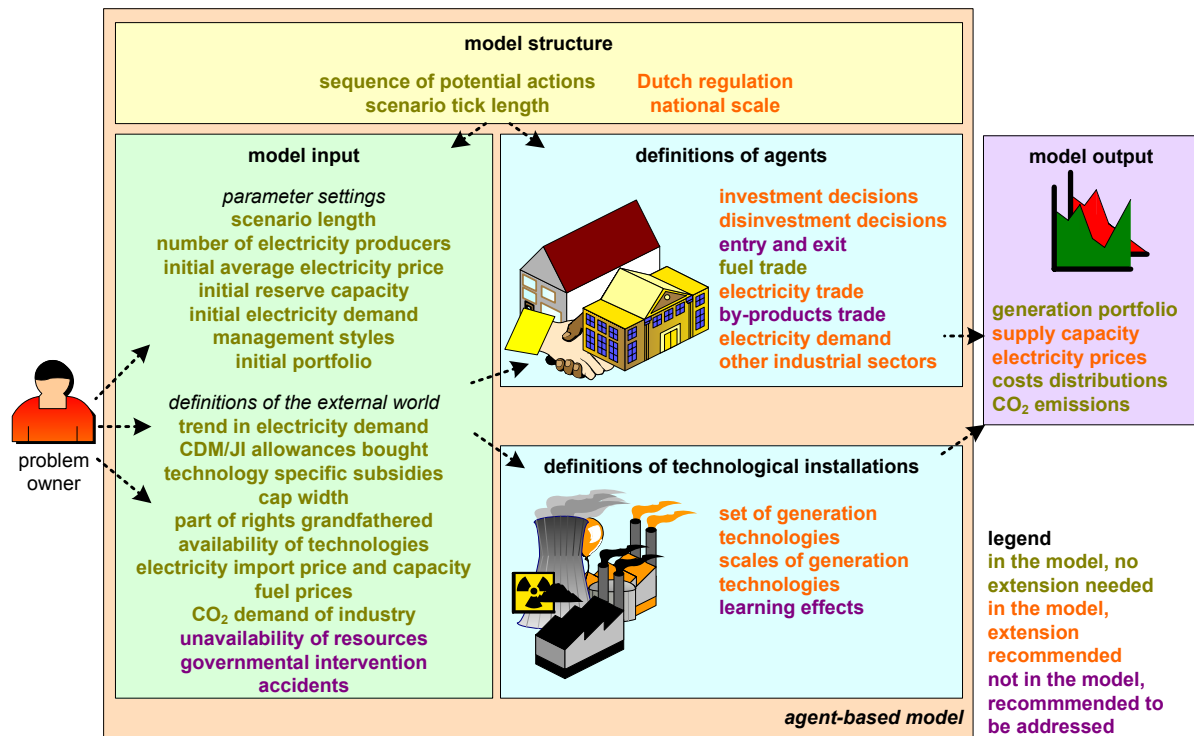 model structure
sequence of potential actions
Dutch regulation
scenario tick length
national scale
model input
parameter settings
scenario length
number of electricity producers
initial average electricity price
initial reserve capacity
initial electricity demand
management styles
initial portfolio
definitions of the external world
trend in electricity demand
CDM/JI allowances bought
technology specific subsidies
cap width
part of rights grandfathered
availability of technologies
electricity import price and capacity
fuel prices
CO₂ demand of industry
unavailability of resources
governmental intervention
accidents
problem
owner
definitions of agents
investment decisions
disinvestment decisions
entry and exit
fuel trade
electricity trade
by-products trade
electricity demand
other industrial sectors
definitions of technological installations
set of generation
technologies
scales of generation
technologies
learning effects
agent-based model
model output
generation portfolio
supply capacity
electricity prices
costs distributions
CO₂ emissions
legend
in the model, no
extension needed
in the model,
extension
recommended
not in the model,
recommmended to
be addressed